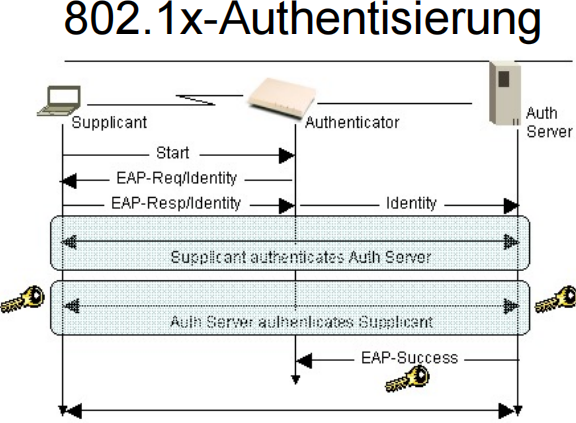 802.1x-Authentisierung
Supplicant
Authenticator
Auth
Server
Start
EAP-Req/Identity
EAP-Resp/Identity
Identity
Supplicant authenticates Auth Server
Auth Server authenticates Supplicant
EAP-Success